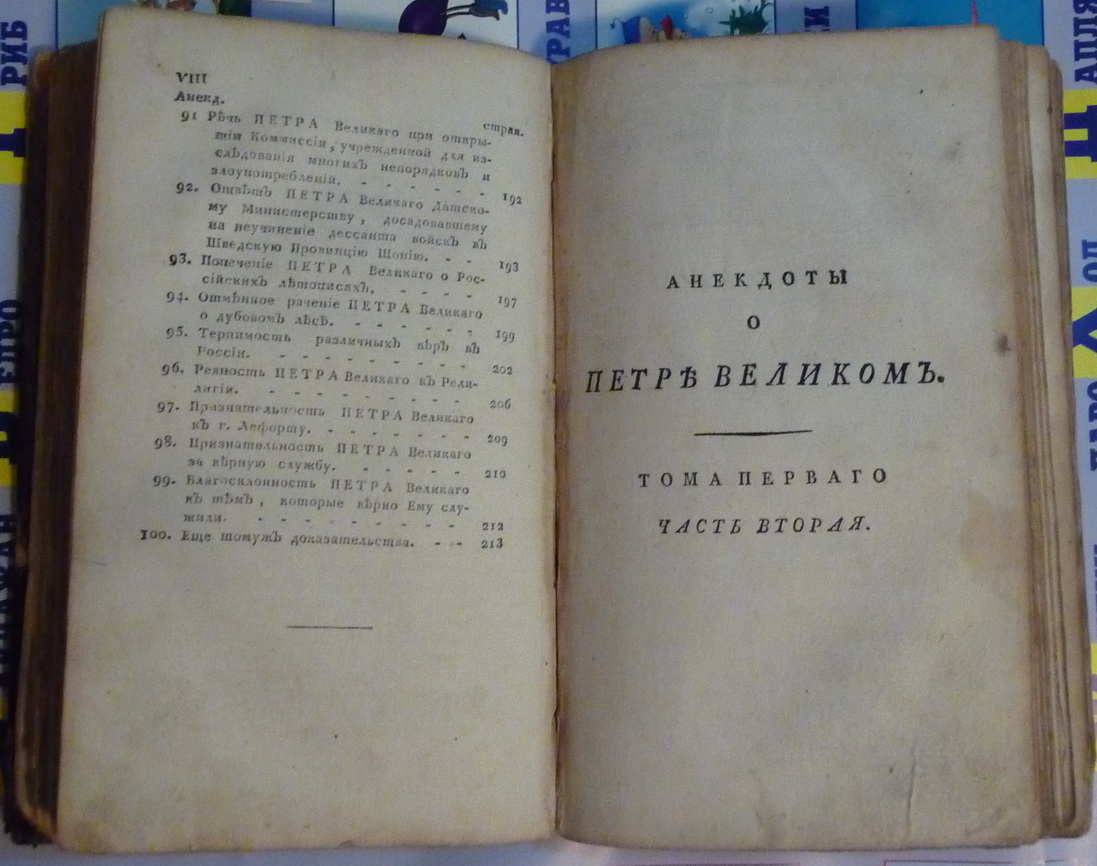 VIII
Анекд.
стран.
91 Рѣчь ПЕТРА Великаго при откры-
тіи Коммиссіи, учрежденной для из-
слѣдованія многихъ непорядковъ и
злоупотребленій. - - - - - - 192
92. Отвѣтъ ПЕТРА Великаго Датско-
му Министерству, досадовавшему
на неучиненіе дессанта войскъ въ
Шведскую Провинцію Шонію. - - 193
93. Попеченіе ПЕТРА Великаго о Рос-
сійскихъ лѣтописяхъ. - - - - 197
94. Отмѣнное раченіе ПЕТРА Великаго
о дубовомъ лѣсѣ. - - - - - - 199
95. Терпимость различныхъ вѣръ въ
Россіи. - - - - - - - - 202
96. Ревность ПЕТРА Великаго къ Рели-
лигіи. - - - - - - - - - 206
97. Признательность ПЕТРА Великаго
къ г. Лефорту. - - - - - - - 209
98. Признательность ПЕТРА Великаго
за вѣрную службу. - - - - - 210
99. Благосклонность ПЕТРА Великаго
къ тѣмъ, которые вѣрно Ему слу-
жили. - - - - - - - - - 212
100. Еще томужъ доказательства. - - - 213
АНЕКДОТЫ
О
ПЕТРѢ ВЕЛИКОМЪ.
ТОМА ПЕРВАГО
ЧАСТЬ ВТОРАЯ.